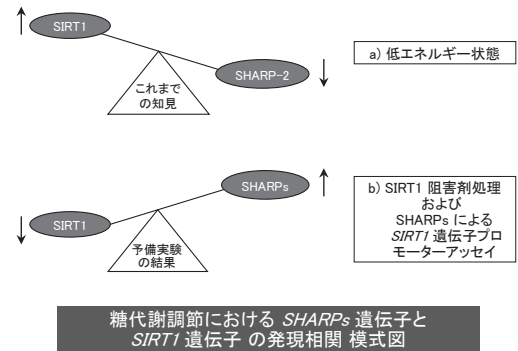 SIRT1
SHARP-2
これまで
の知見
a) 低エネルギー状態
SHARPs
SIRT1
予備実験
の結果
b) SIRT1 阻害剤処理
および
SHARPs による
SIRT1 遺伝子プロ
モーターアッセイ
糖代謝調節における SHARPs 遺伝子と
SIRT1 遺伝子 の発現相関 模式図